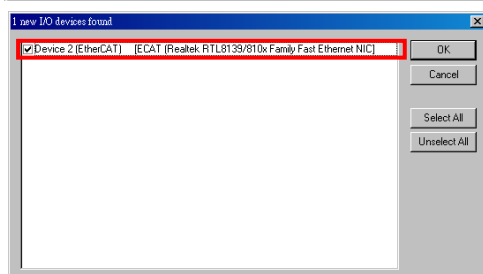 1 new I/O devices found
Device 2 (EtherCAT) [ECAT (Realtek RTL8139/810x Family Fast Ethernet NIC]
OK
Cancel
Select All
Unselect All